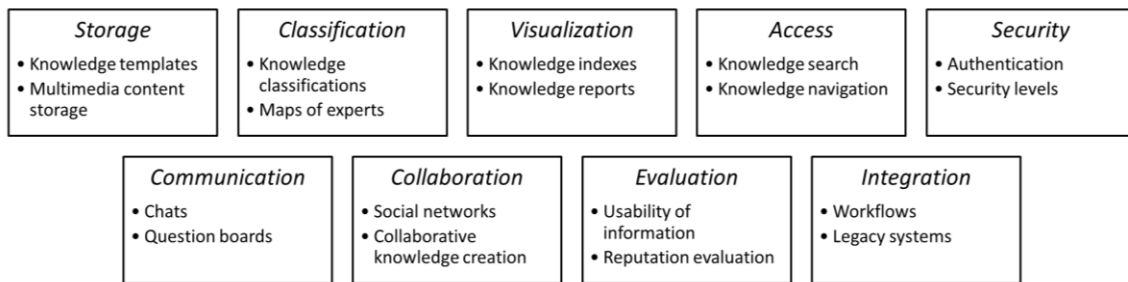 Storage
• Knowledge templates
• Multimedia content
storage
Classification
• Knowledge
classifications
• Maps of experts
Visualization
• Knowledge indexes
• Knowledge reports
Access
• Knowledge search
• Knowledge navigation
Security
• Authentication
• Security levels
Communication
• Chats
• Question boards
Collaboration
• Social networks
• Collaborative
knowledge creation
Evaluation
• Usability of
information
• Reputation evaluation
Integration
• Workflows
• Legacy systems